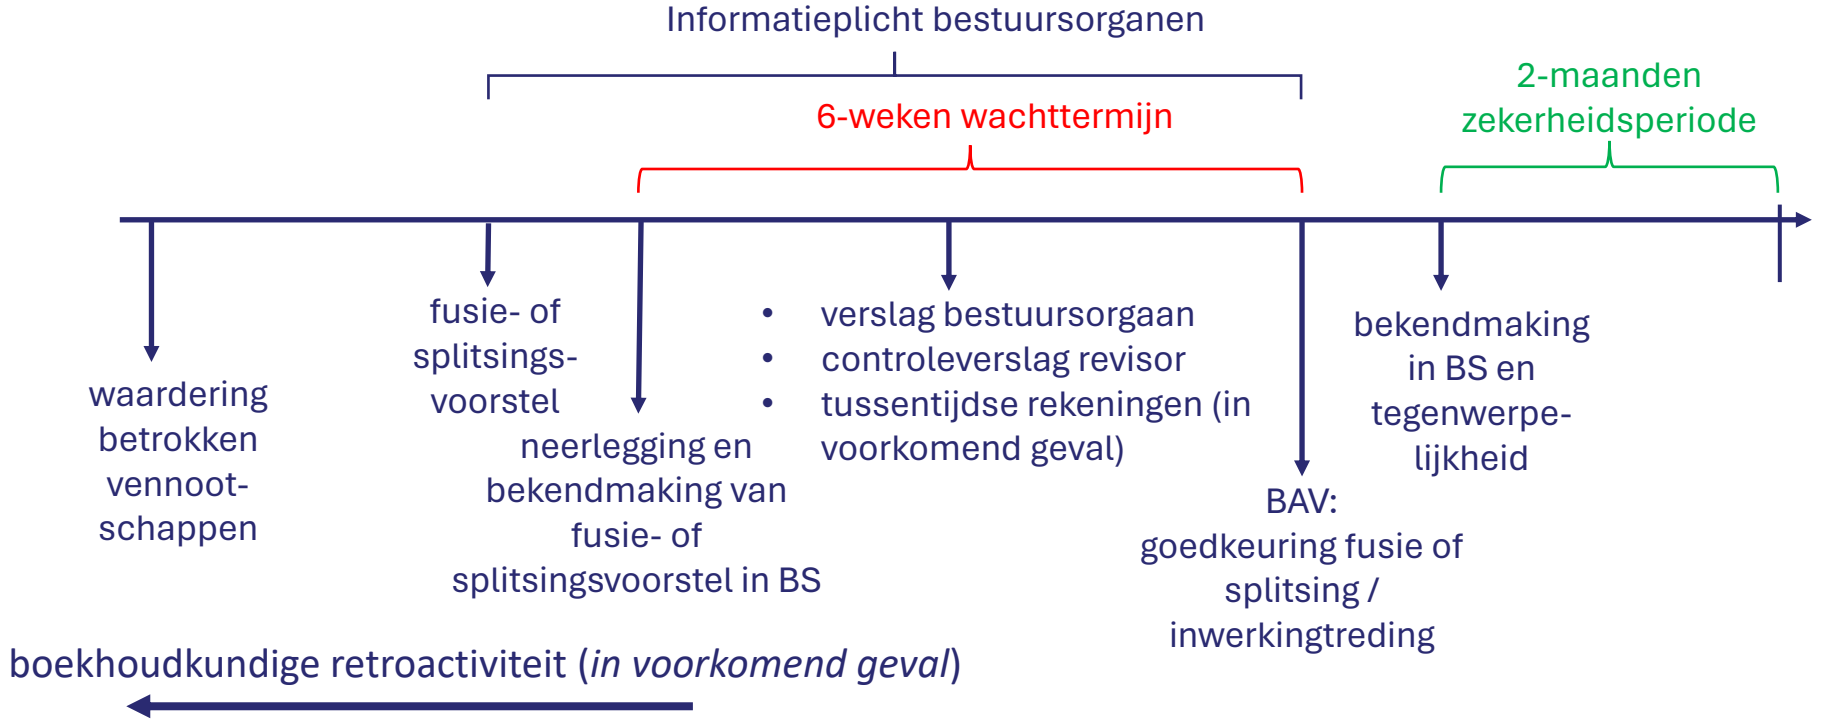 Informatieplicht bestuursorganen
6-weken wachttermijn
2-maanden
zekerheidsperiode
waardering
betrokken
vennoot-
schappen
fusie- of
splitsings-
voorstel
neerlegging en
bekendmaking van
fusie- of
splitsingsvoorstel in BS
• verslag bestuursorgaan
• controleverslag revisor
• tussentijdse rekeningen (in
voorkomend geval)
BAV:
goedkeuring fusie of
splitsing /
inwerkingtreding
bekendmaking
in BS en
tegenwerpe-
lijkheid
boekhoudkundige retroactiviteit (in voorkomend geval)